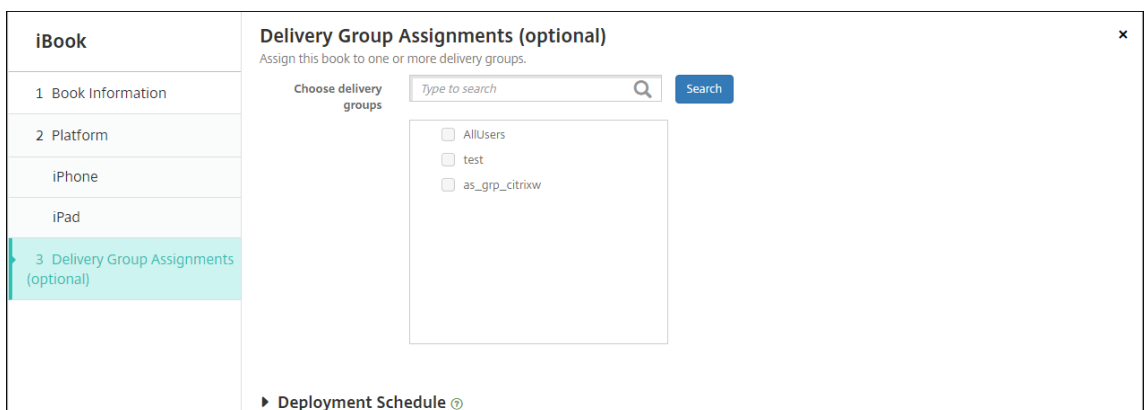 iBook
1 Book Information
2 Platform
iPhone
iPad
3 Delivery Group Assignments
(optional)
Delivery Group Assignments (optional)
Assign this book to one or more delivery groups.
Choose delivery
groups
Type to search
Search
AllUsers
test
as_grp_citrixw
Deployment Schedule